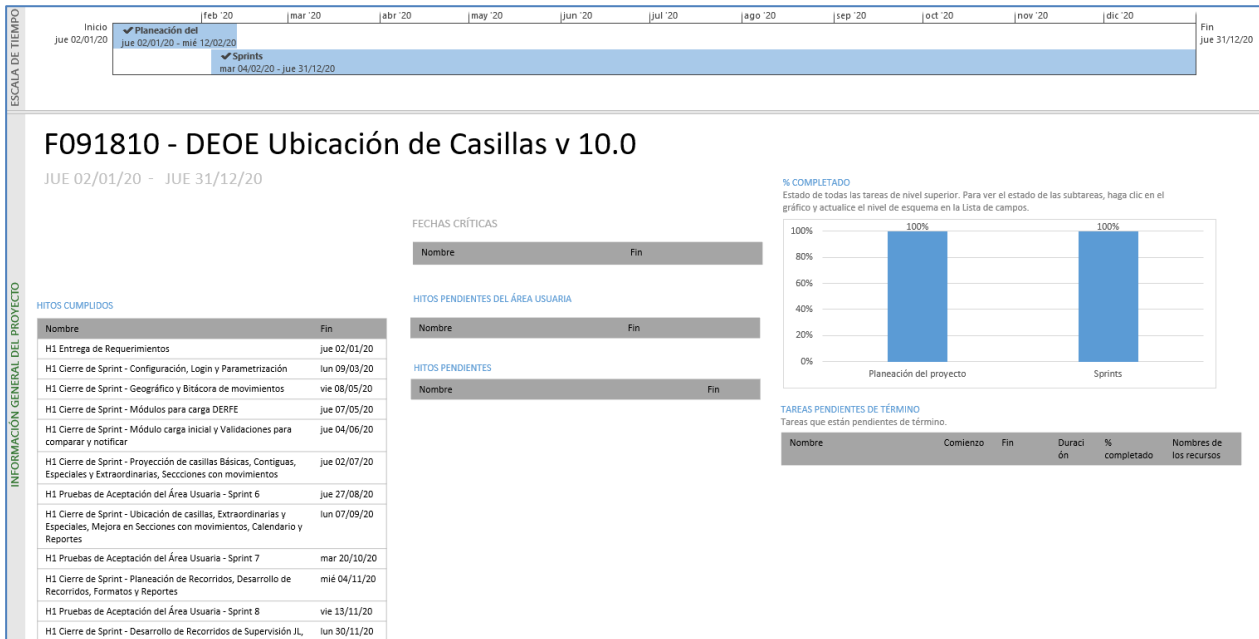 ESCALA DE TIEMPO
feb '20
mar '20
abr '20
may '20
jun '20
jul '20
ago '20
sep '20
oct '20
nov '20
dic '20
Inicio
jue 02/01/20
Planeación del
jue 02/01/20 - mié 12/02/20
Sprints
mar 04/02/20 - jue 31/12/20
Fin
jue 31/12/20
INFORMACIÓN GENERAL DEL PROYECTO
F091810 - DEOE Ubicación de Casillas v 10.0
JUE 02/01/20 - JUE 31/12/20
HITOS CUMPLIDOS
Nombre Fin
H1 Entrega de Requerimientos jue 02/01/20
H1 Cierre de Sprint - Configuración, Login y Parametrización lun 09/03/20
H1 Cierre de Sprint - Geográfico y Bitácora de movimientos vie 08/05/20
H1 Cierre de Sprint - Módulos para carga DERFE jue 07/05/20
H1 Cierre de Sprint - Módulo carga inicial y Validaciones para jue 04/06/20
comparar y notificar
H1 Cierre de Sprint - Proyección de casillas Básicas, Contiguas, jue 02/07/20
Especiales y Extraordinarias, Seccciones con movimientos
H1 Pruebas de Aceptación del Área Usuaria - Sprint 6 jue 27/08/20
H1 Cierre de Sprint - Ubicación de casillas, Extraordinarias y lun 07/09/20
Especiales, Mejora en Secciones con movimientos, Calendario y
Reportes
H1 Pruebas de Aceptación del Área Usuaria - Sprint 7 mar 20/10/20
H1 Cierre de Sprint - Planeación de Recorridos, Desarrollo de mié 04/11/20
Recorridos, Formatos y Reportes
H1 Pruebas de Aceptación del Área Usuaria - Sprint 8 vie 13/11/20
H1 Cierre de Sprint - Desarrollo de Recorridos de Supervisión JL, lun 30/11/20
FECHAS CRÍTICAS
Nombre Fin
HITOS PENDIENTES DEL ÁREA USUARIA
Nombre Fin
HITOS PENDIENTES
Nombre Fin
% COMPLETADO
Estado de todas las tareas de nivel superior. Para ver el estado de las subtareas, haga clic en el
gráfico y actualice el nivel de esquema en la Lista de campos.
100%
80%
60%
40%
20%
0%
100%
100%
Planeación del proyecto
Sprints
TAREAS PENDIENTES DE TÉRMINO
Tareas que están pendientes de término.
Nombre Comienzo Fin Duraci % Nombres de
ón completado los recursos